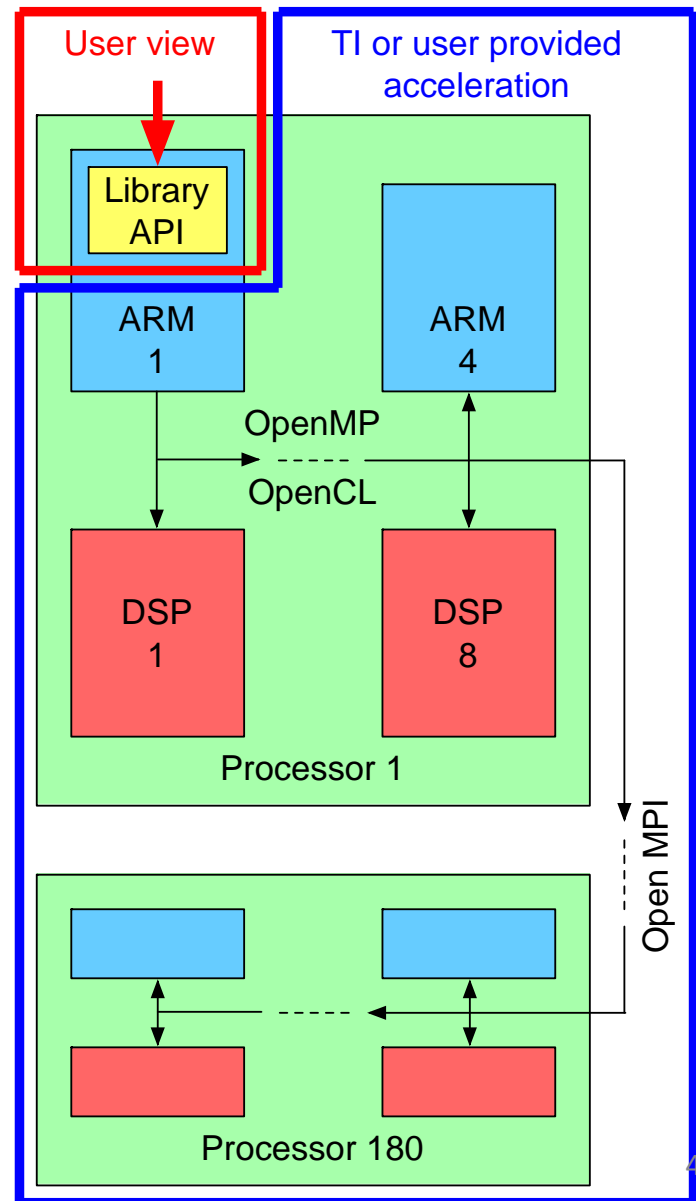 User view
TI or user provided
acceleration
Library
API
ARM
1
ARM
4
OpenMP
OpenCL
DSP
1
DSP
8
Processor 1
Open MPI
Processor 180
4